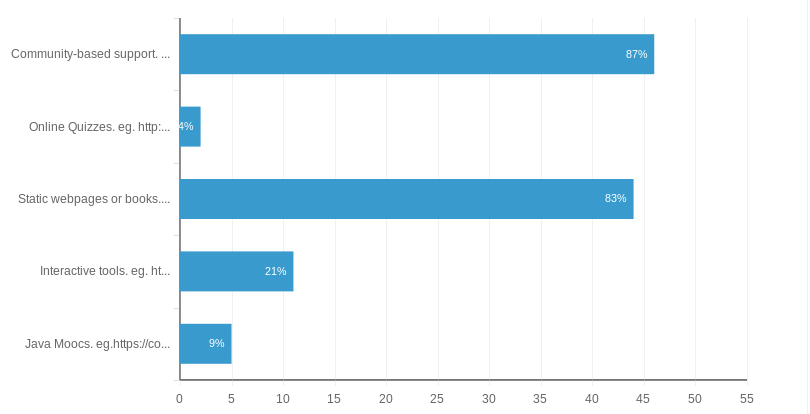 Community-based support. ...
87%
Online Quizzes. eg. http:...
4%
Static webpages or books....
83%
Interactive tools. eg. ht...
21%
Java Moocs. eg.https://co...
9%
0 5 10 15 20 25 30 35 40 45 50 55